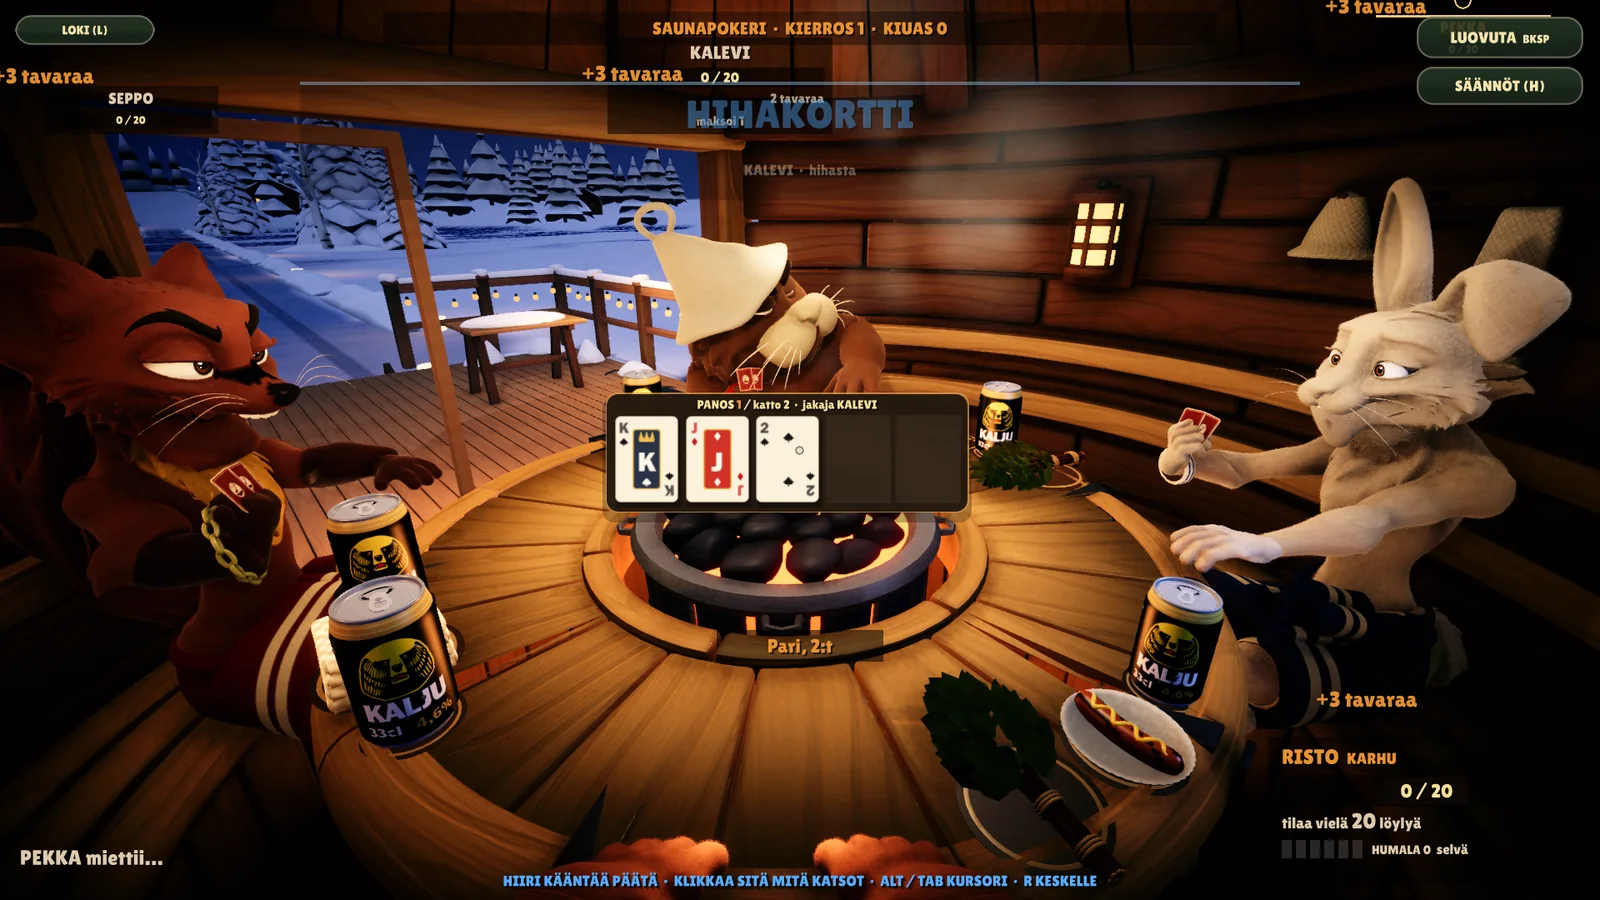 LOKI (L)
SAUNAPOKERI · KIERROS 1 · KIUAS 0
+3 tavaraa
LUOVUTA BKSP
SÄÄNNÖT (H)
KALEVI
+3 tavaraa
0 / 20
+3 tavaraa
SEPPO
0 / 20
2 tavaraa
maksoi 1
HIHAKORTTI
KALEVI · hihasta
PANOS 1 / katto 2 · jakaja KALEVI
K
K
K
J
J
J
2
2
KALJU
KALJU
33cl
4,6%
KALJU
33cl
4,6%
Pari, 2:t
+3 tavaraa
RISTO KARHU
0 / 20
tilaa vielä 20 löylyä
HUMALA 0 selvä
PEKKA miettii...
HIIRI KÄÄNTÄÄ PÄÄTÄ · KLIKKAA SITÄ MITÄ KATSOT · ALT / TAB KURSORI · R KESKELLE